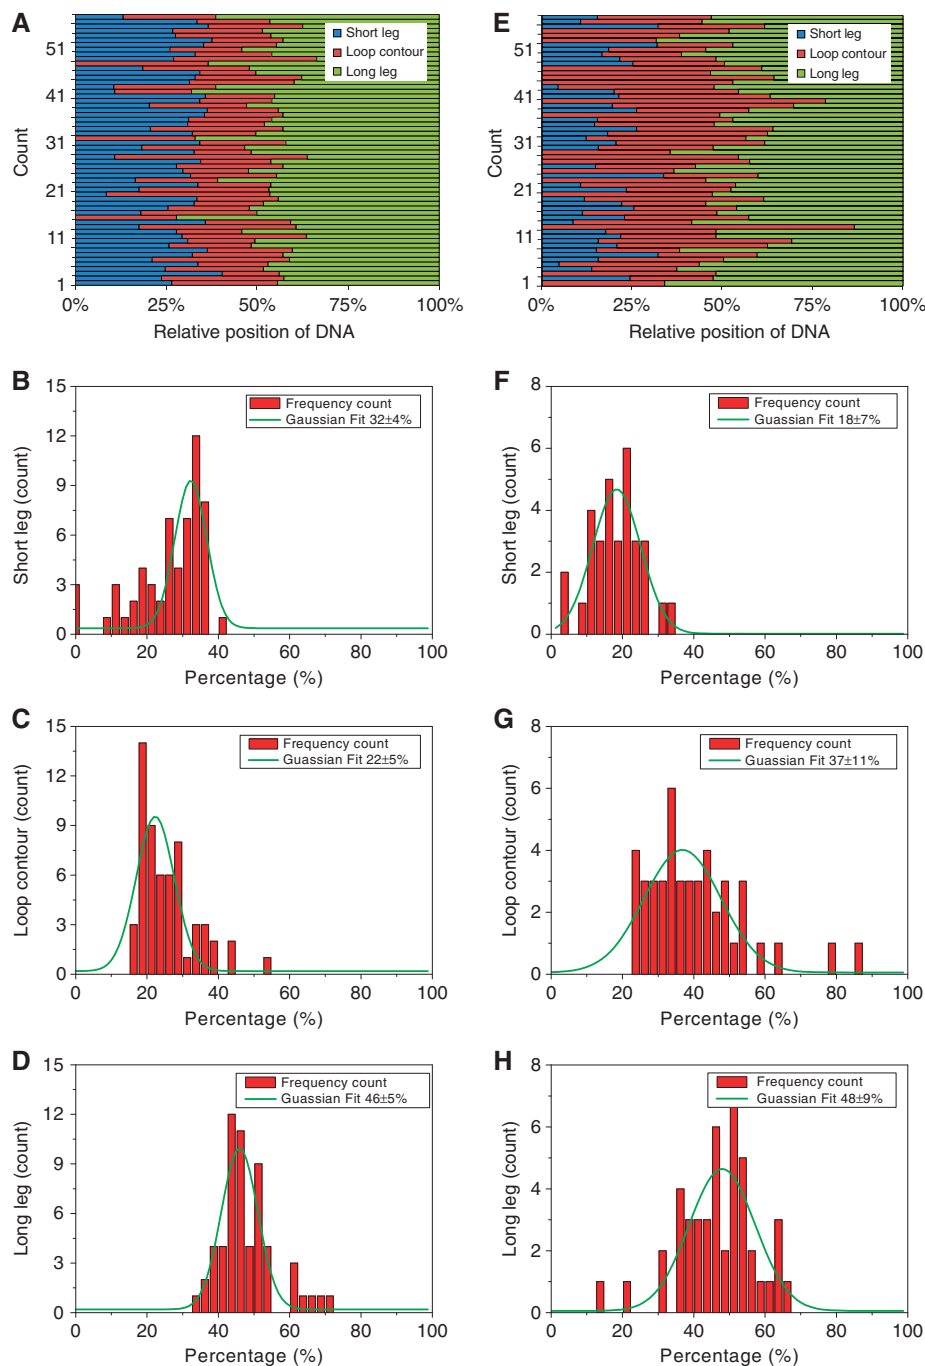 A
Short leg
Loop contour
Long leg
51
41
31
21
11
1
Count
0%
25%
50%
75%
100%
Relative position of DNA
E
Short leg
Loop contour
Long leg
51
41
31
21
11
1
Count
0%
25%
50%
75%
100%
Relative position of DNA
B
15
12
9
6
3
0
Short leg (count)
Frequency count
Gaussian Fit 32±4%
0
20
40
60
80
100
Percentage (%)
F
8
6
4
2
0
Short leg (count)
Frequency count
Guassian Fit 18±7%
0
20
40
60
80
100
Percentage (%)
C
15
12
9
6
3
0
Loop contour (count)
Frequency count
Guassian Fit 22±5%
0
20
40
60
80
100
Percentage (%)
G
8
6
4
2
0
Loop contour (count)
Frequency count
Guassian Fit 37±11%
0
20
40
60
80
100
Percentage (%)
D
15
12
9
6
3
0
Long leg (count)
Frequency count
Guassian Fit 46±5%
0
20
40
60
80
100
Percentage (%)
H
8
6
4
2
0
Long leg (count)
Frequency count
Guassian Fit 48±9%
0
20
40
60
80
100
Percentage (%)